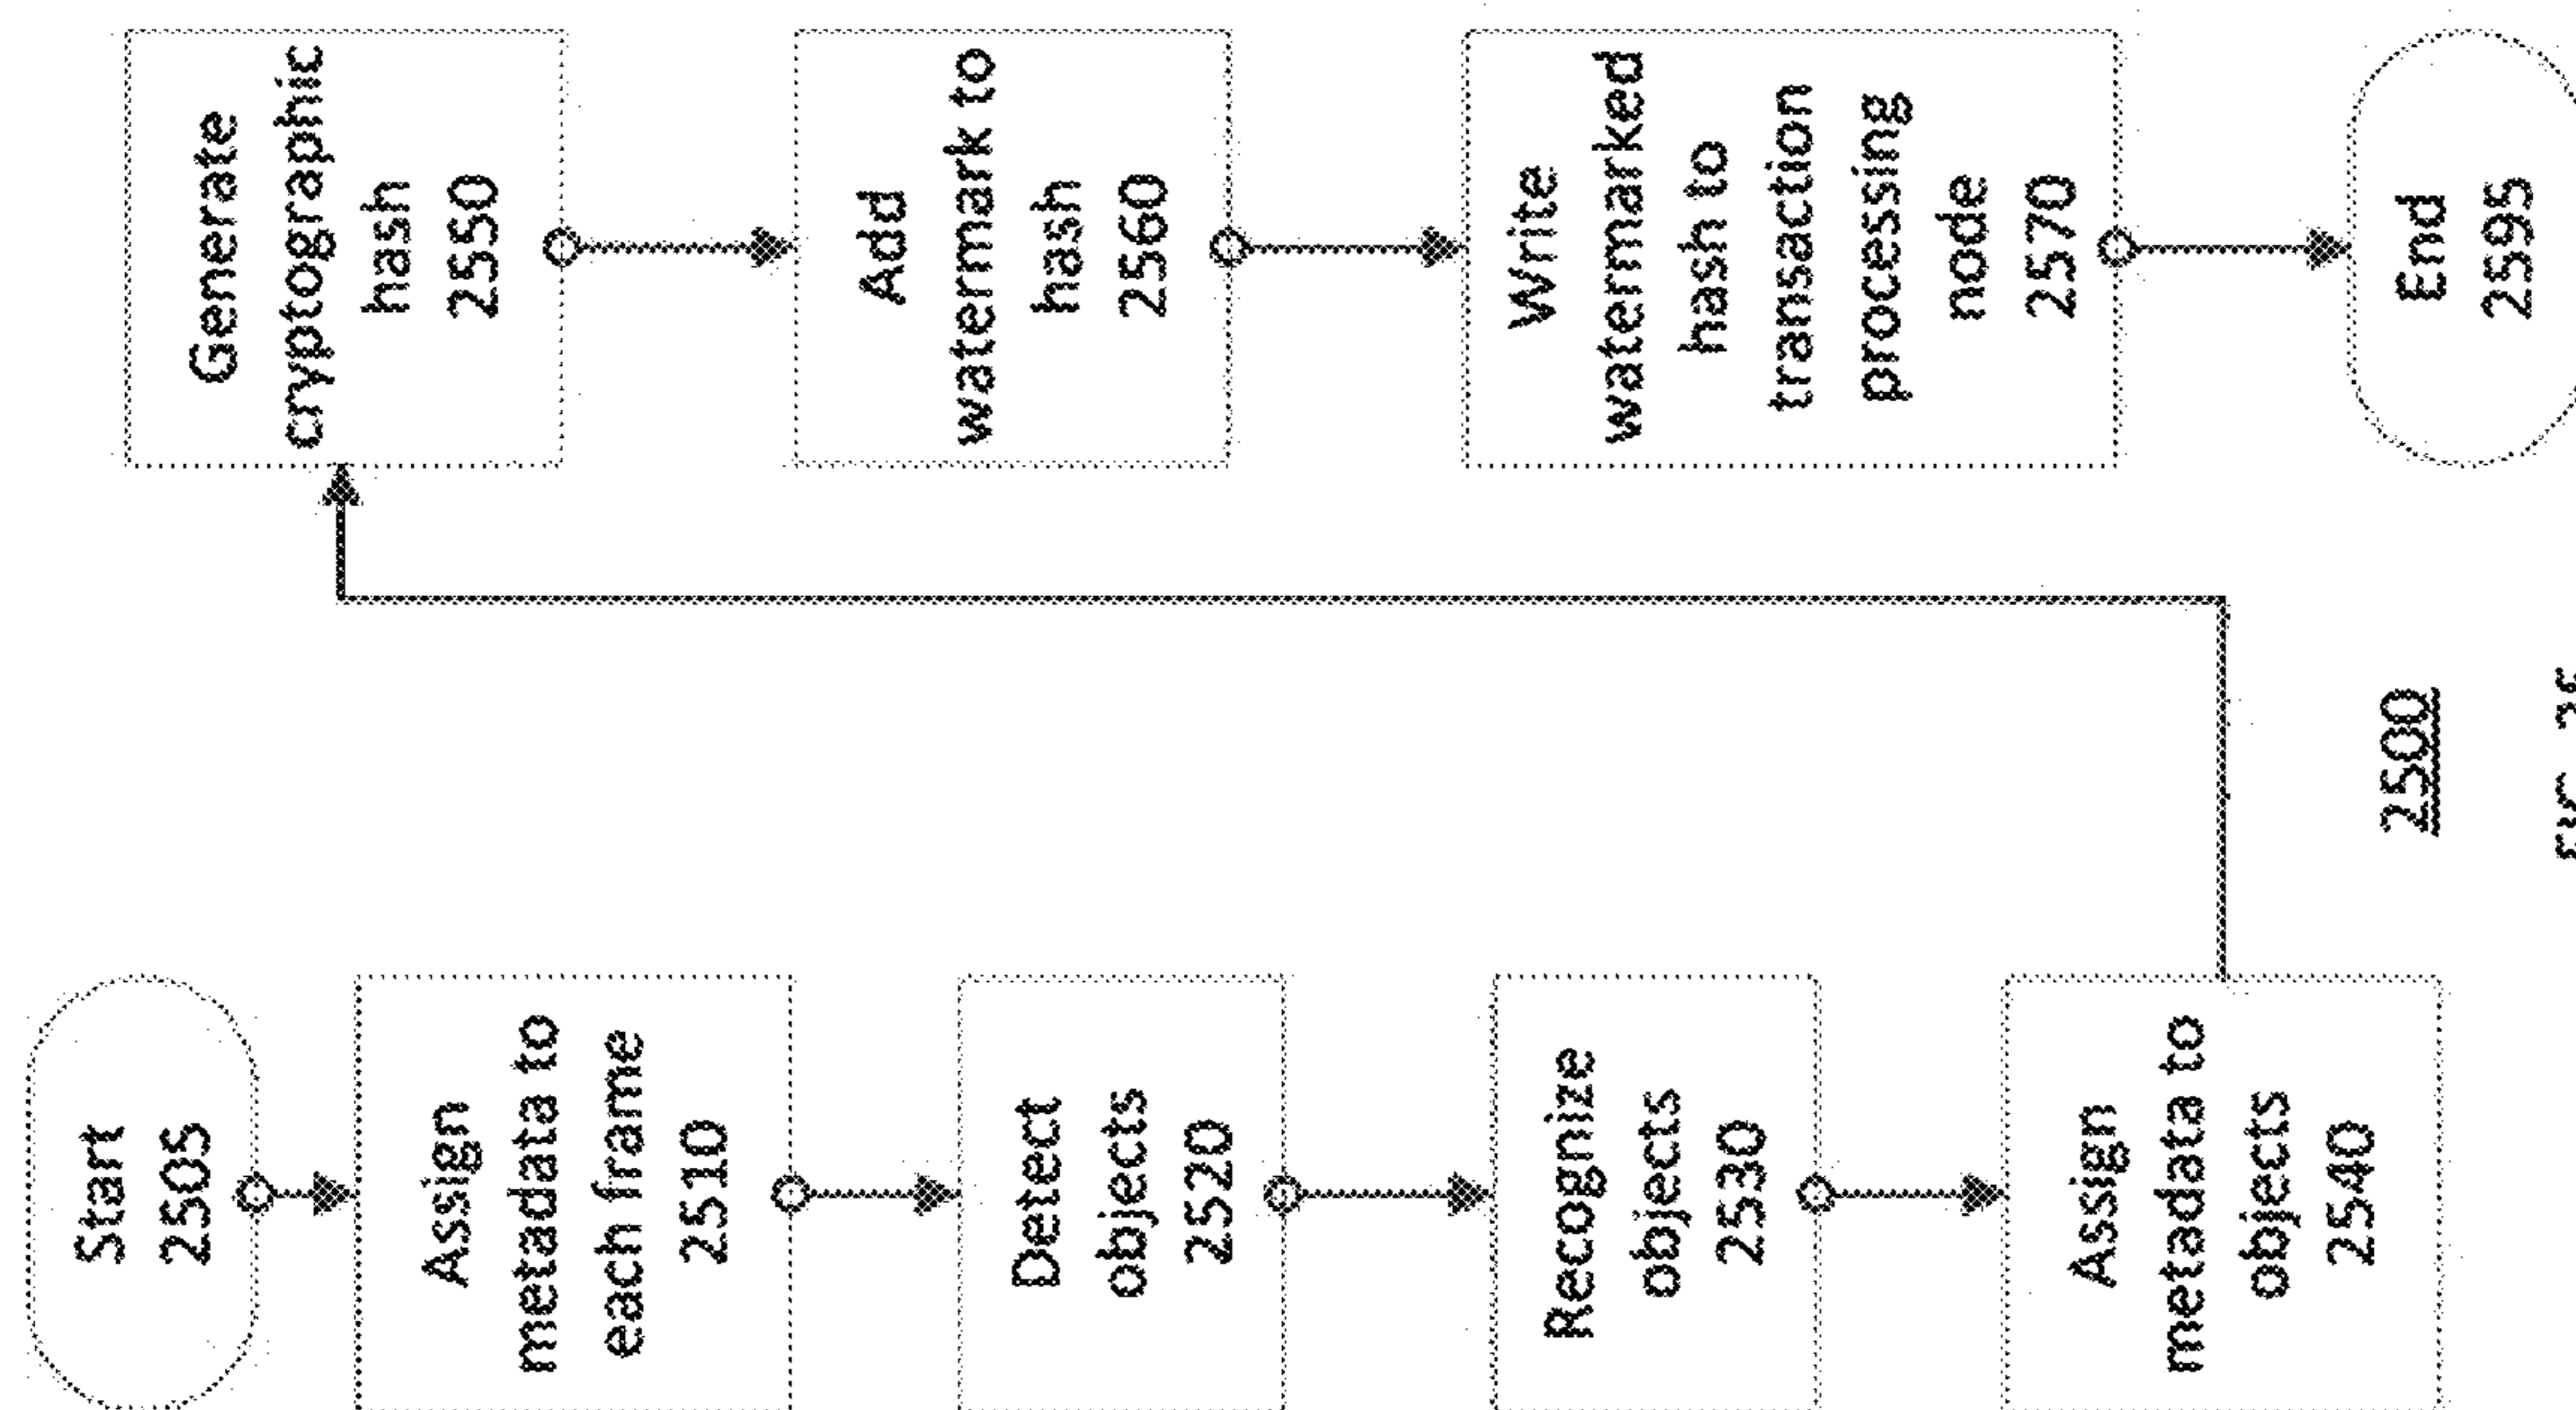 Start
2505
Assign
metadata to
each frame
2510
Detect
objects
2520
Recognize
objects
2530
Assign
metadata to
objects
2540
Generate
cryptographic
hash
2550
Add
watermark to
hash
2560
Write
watermarked
hash to
transaction
processing
node
2570
End
2595
2500